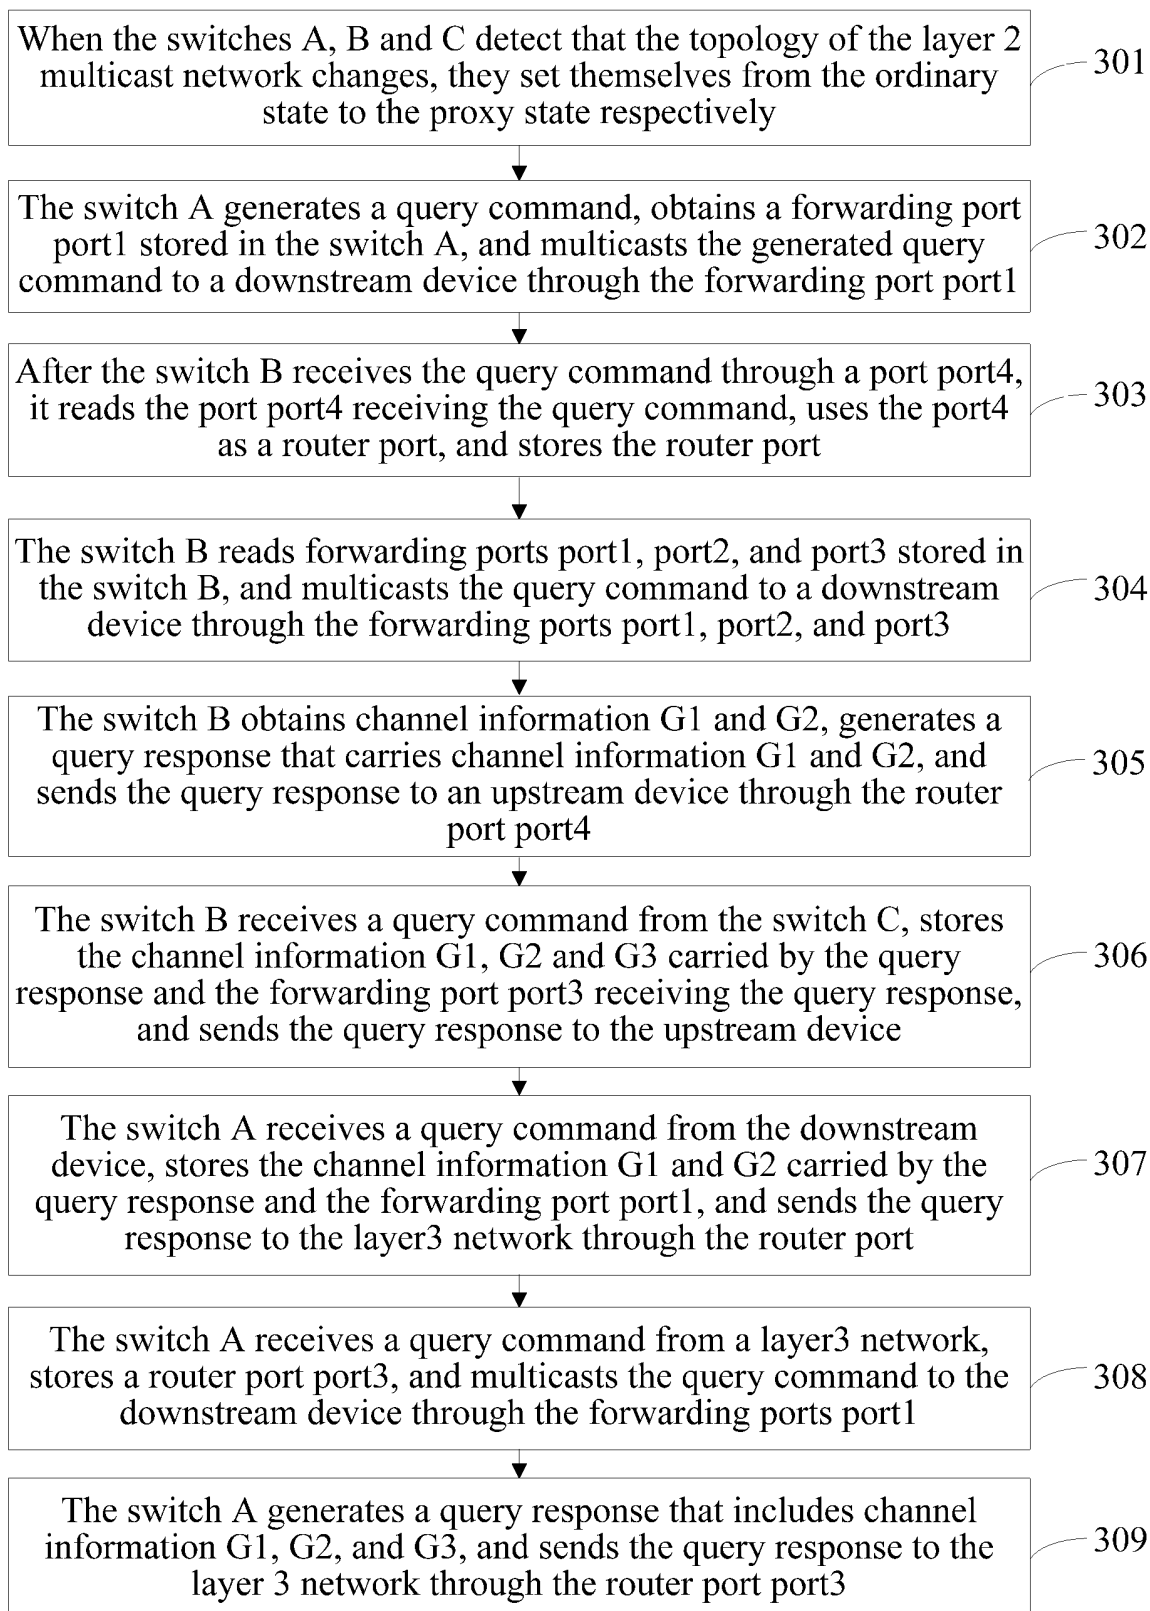 When the switches A, B and C detect that the topology of the layer 2
multicast network changes, they set themselves from the ordinary
state to the proxy state respectively
301
The switch A generates a query command, obtains a forwarding port
port1 stored in the switch A, and multicasts the generated query
command to a downstream device through the forwarding port port1
302
After the switch B receives the query command through a port port4,
it reads the port port4 receiving the query command, uses the port4
as a router port, and stores the router port
303
The switch B reads forwarding ports port1, port2, and port3 stored in
the switch B, and multicasts the query command to a downstream
device through the forwarding ports port1, port2, and port3
304
The switch B obtains channel information G1 and G2, generates a
query response that carries channel information G1 and G2, and
sends the query response to an upstream device through the router
port port4
305
The switch B receives a query command from the switch C, stores
the channel information G1, G2 and G3 carried by the query
response and the forwarding port port3 receiving the query response,
and sends the query response to the upstream device
306
The switch A receives a query command from the downstream
device, stores the channel information G1 and G2 carried by the
query response and the forwarding port port1, and sends the query
response to the layer3 network through the router port
307
The switch A receives a query command from a layer3 network,
stores a router port port3, and multicasts the query command to the
downstream device through the forwarding ports port1
308
The switch A generates a query response that includes channel
information G1, G2, and G3, and sends the query response to the
layer 3 network through the router port port3
309